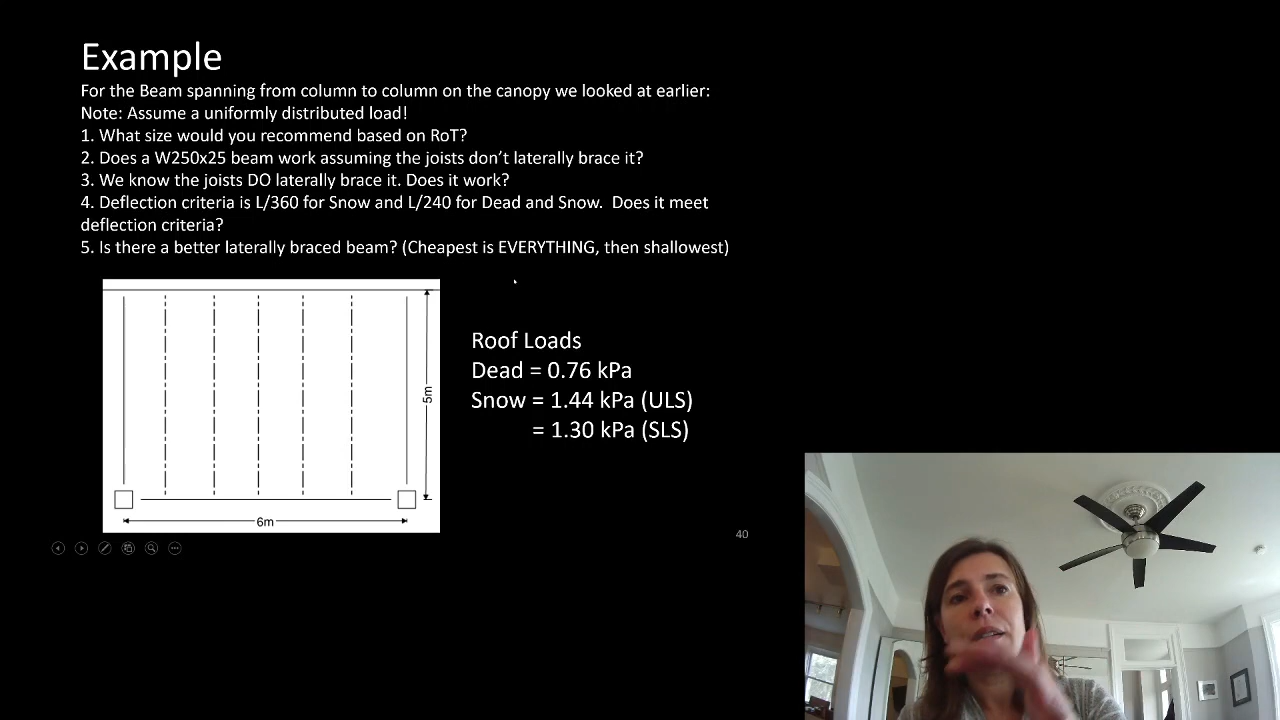 Example
For the Beam spanning from column to column on the canopy we looked at earlier:
Note: Assume a uniformly distributed load!
1. What size would you recommend based on RoT?
2. Does a W250x25 beam work assuming the joists don't laterally brace it?
3. We know the joists DO laterally brace it. Does it work?
4. Deflection criteria is L/360 for Snow and L/240 for Dead and Snow. Does it meet
deflection criteria?
5. Is there a better laterally braced beam? (Cheapest is EVERYTHING, then shallowest)
Roof Loads
Dead = 0.76 kPa
Snow = 1.44 kPa (ULS)
= 1.30 kPa (SLS)
5m
6m
40